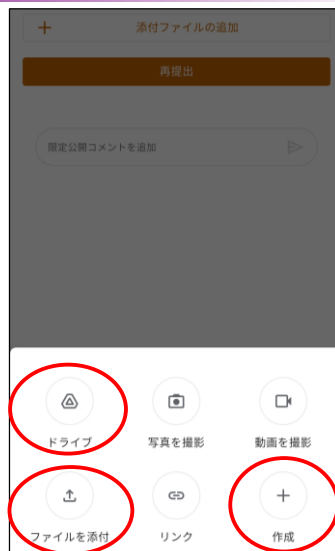 添付ファイルの追加
再提出
限定公開コメントを追加
ドライブ
写真を撮影
動画を撮影
ファイルを添付
リンク
作成